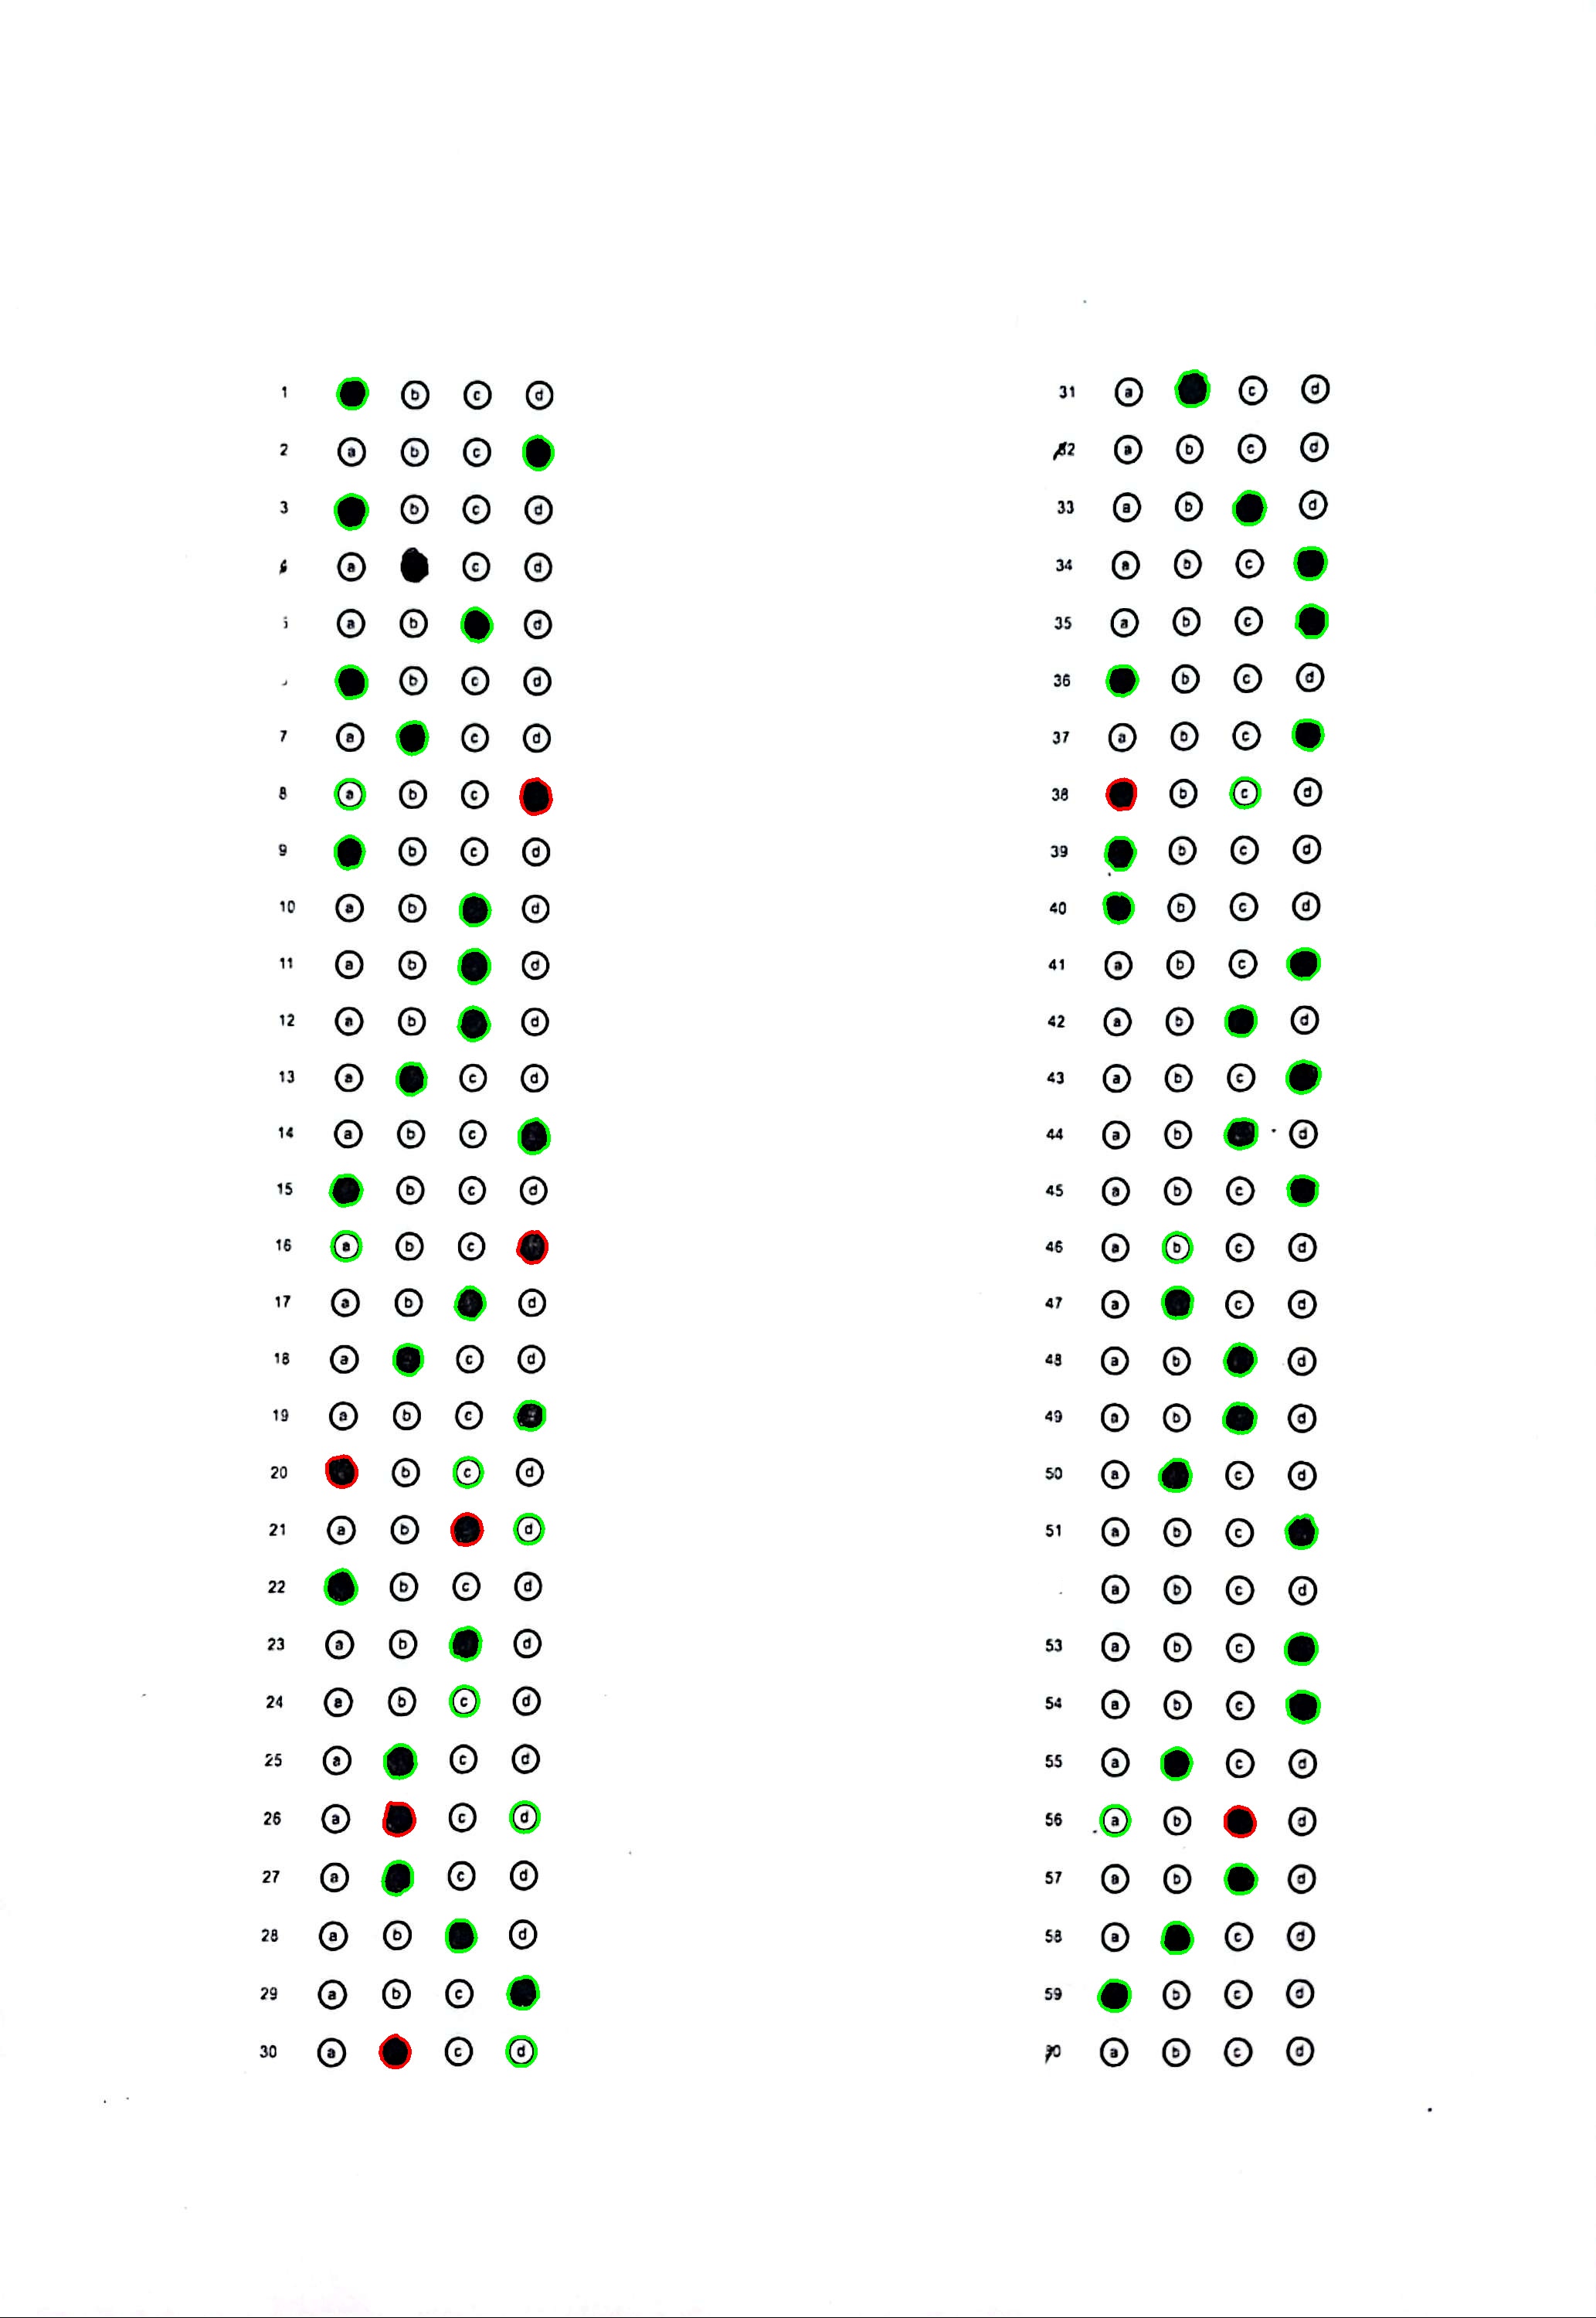 1 b c d
2 a b c
3 b c d
a c d
a b d
b c d
7 a c d
8 a b c
9 b c d
10 a b d
11 a b d
12 a b d
13 a c d
14 a b c
15 b c d
16 a b c
17 a b d
18 a c d
19 a b c
20 b c d
21 a b d
22 b c d
23 a b d
24 a b c d
25 a c d
26 a c d
27 a c d
28 a b d
29 a b c
30 a c d
31 a c d
a b c d
33 a b d
34 a b c
35 a b c
36 b c d
37 a b c
38 b c d
39 b c d
40 b c d
41 a b c
42 a b d
43 a b c
44 a b d
45 a b c
46 a b c d
47 a c d
48 a b d
49 a b d
50 a c d
51 a b c
a b c d
53 a b c
54 a b c
55 a c d
56 a b d
57 a b d
58 a c d
59 b c d
a b c d